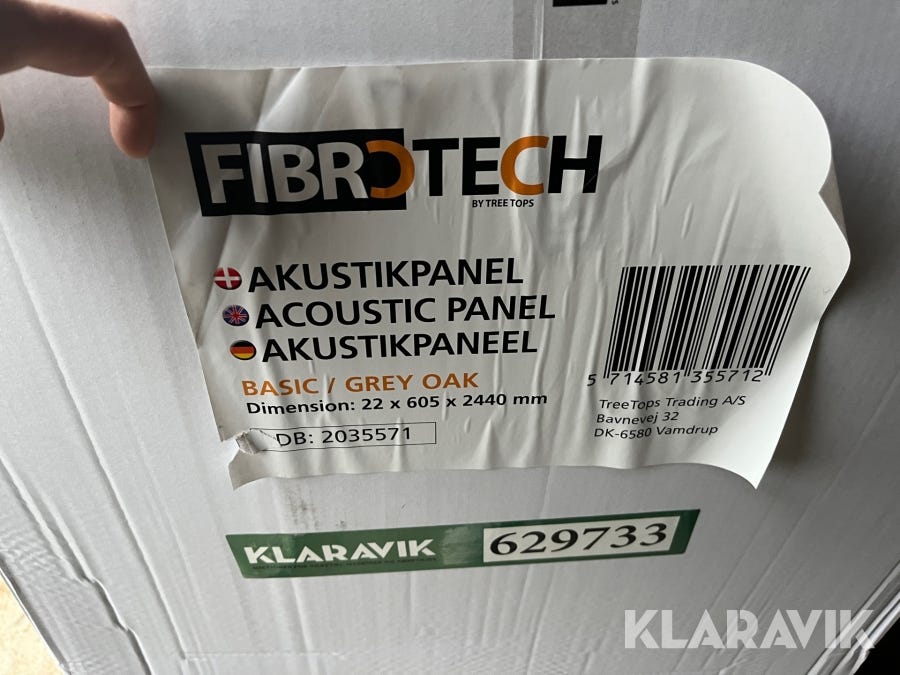 FIBROTECH
BY TREE TOPS
AKUSTIKPANEL
ACOUSTIC PANEL
AKUSTIKPANEEL
BASIC / GREY OAK
Dimension: 22 x 605 x 2440 mm
DB: 2035571
5 714581 355712
TreeTops Trading A/S
Bavnevej 32
DK-6580 Vamdrup
KLARAVIK
629733
KLARAVIK